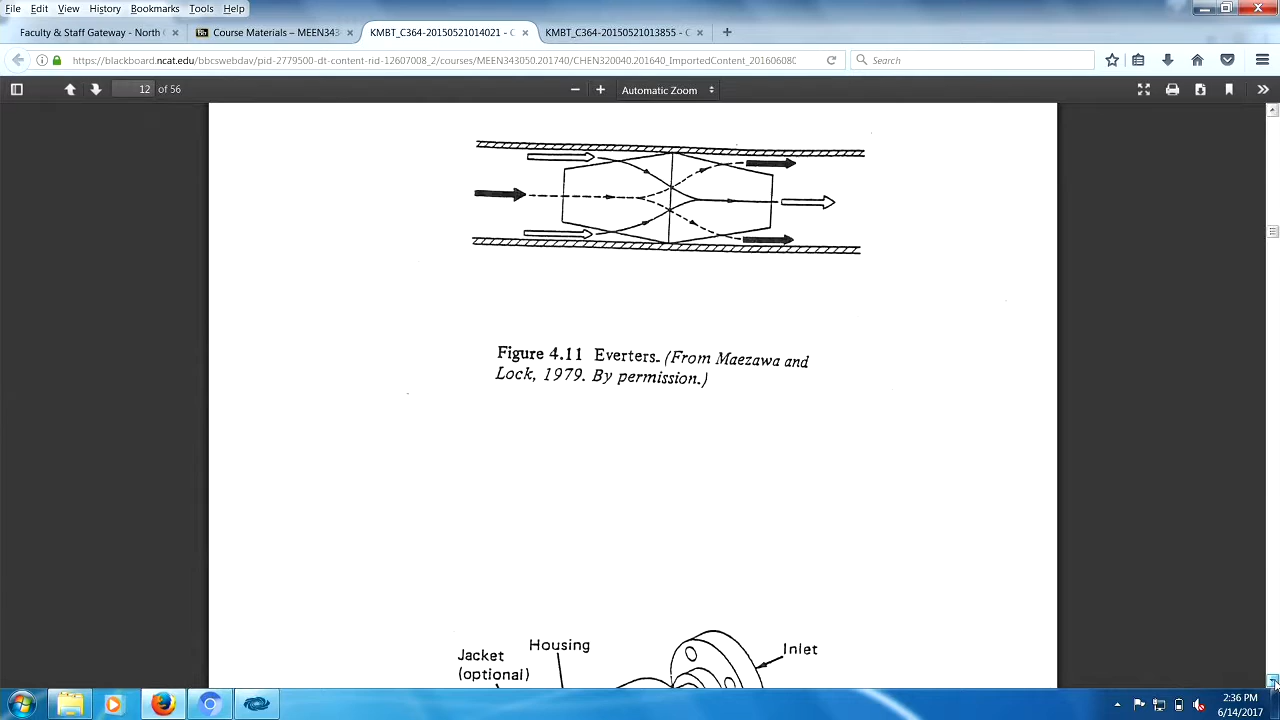 File Edit View History Bookmarks Tools Help
Faculty & Staff Gateway - North
Course Materials – MEEN343
KMBT_C364-20150521014021 -
KMBT_C364-20150521013855 -
https://blackboard.ncat.edu/bbcswebdav/pid-2779500-dt-content-rid-12607008_2/courses/MEEN343050.201740/CHEN320040.201640_ImportedContent_201606080
Search
12 of 56
Automatic Zoom
Figure 4.11 Everters. (From Maezawa and
Lock, 1979. By permission.)
Housing
Jacket
(optional)
Inlet
2:36 PM
6/14/2017